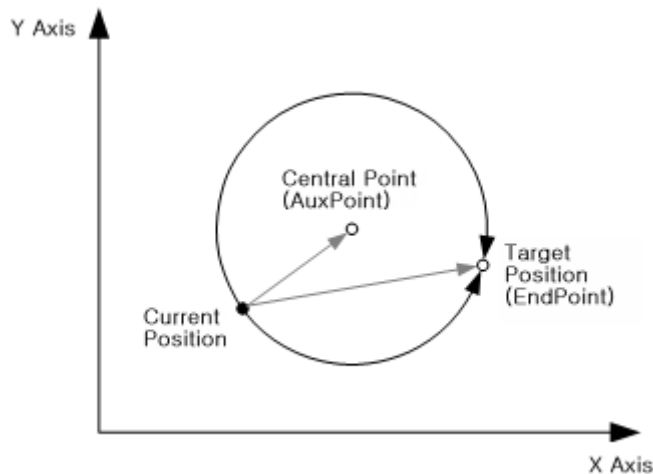 Y Axis
Central Point
(AuxPoint)
Target
Position
(EndPoint)
Current
Position
X Axis